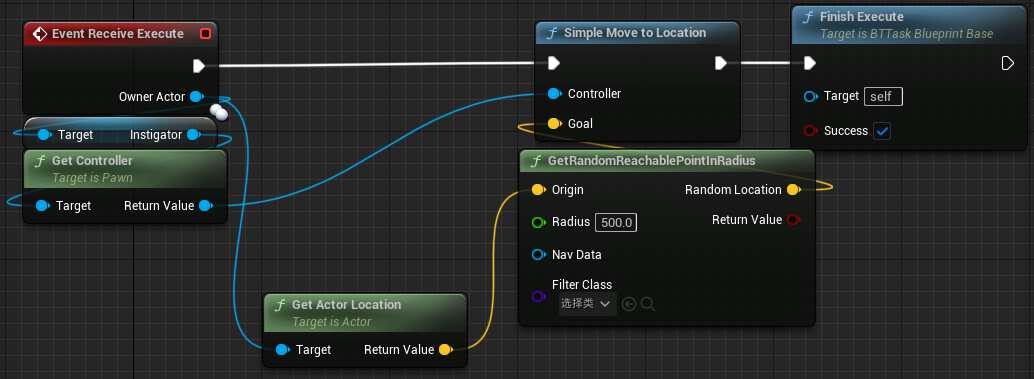 Event Receive Execute
Owner Actor
Target
Instigator
Get Controller
Target is Pawn
Target
Return Value
Get Actor Location
Target is Actor
Target
Return Value
Simple Move to Location
Controller
Goal
GetRandomReachablePointInRadius
Origin
Random Location
Radius 500.0
Return Value
Nav Data
Filter Class
选择类
Finish Execute
Target is BTTask Blueprint Base
Target self
Success